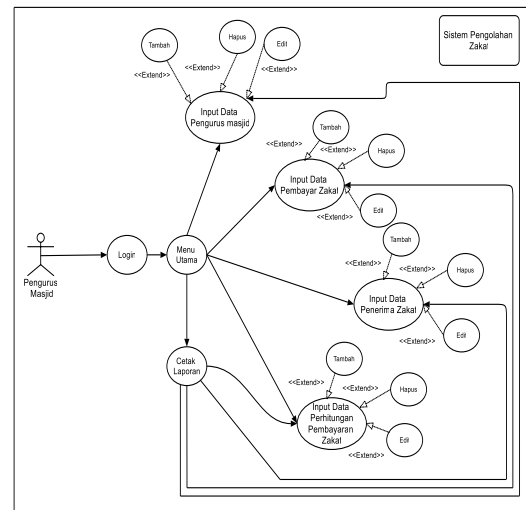 Sistem Pengolahan
Zakat
Tambah
Hapus
Edit
<<Extend>>
<<Extend>>
<<Extend>>
Input Data
Pengurus masjid
Tambah
<<Extend>>
<<Extend>>
Hapus
Input Data
Pembayar Zakat
<<Extend>>
Edit
Tambah
<<Extend>>
<<Extend>>
Hapus
Input Data
Penerima Zakat
<<Extend>>
Edit
Pengurus
Masjid
Login
Menu
Utama
Cetak
Laporan
Tambah
<<Extend>>
<<Extend>>
Hapus
Input Data
Perhitungan
Pembayaran
Zakat
Edit
<<Extend>>